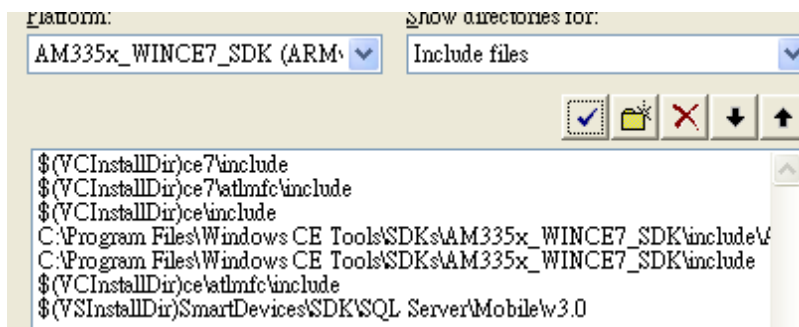 Platform:
Show directories for:
AM335x_WINCE7_SDK (ARMv
Include files
$(VCInstallDir)ce7\include
$(VCInstallDir)ce7\atlmfc\include
$(VCInstallDir)ce\include
C:\Program Files\Windows CE Tools\SDKs\AM335x_WINCE7_SDK\include\A
C:\Program Files\Windows CE Tools\SDKs\AM335x_WINCE7_SDK\include
$(VCInstallDir)ce\atlmfc\include
$(VSInstallDir)SmartDevices\SDK\SQL Server\Mobile\v3.0